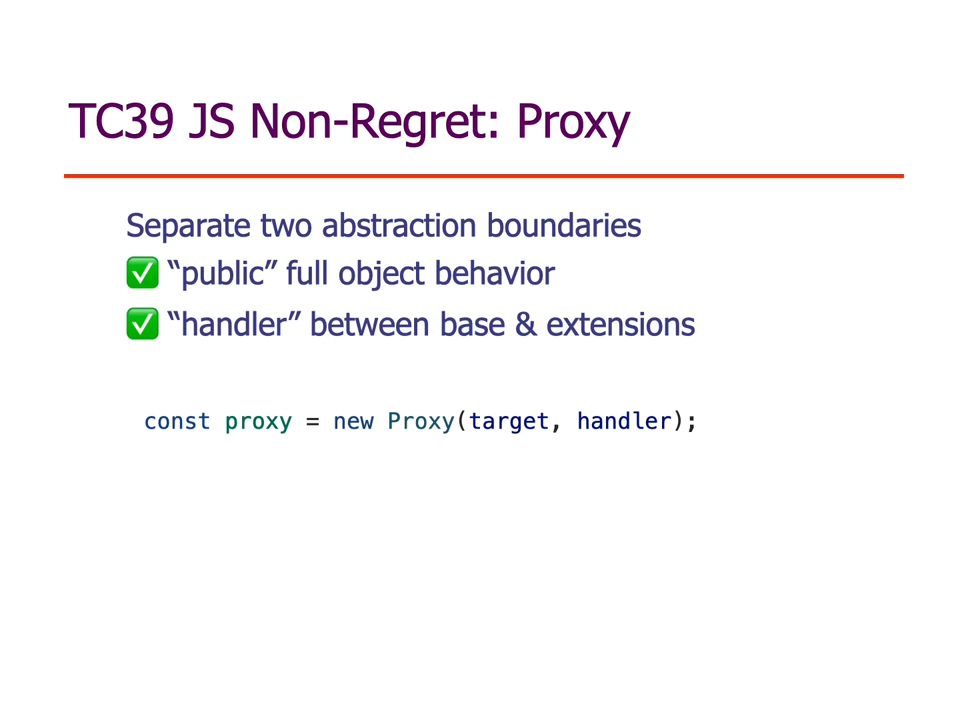 TC39 JS Non-Regret: Proxy
Separate two abstraction boundaries
✅ “public” full object behavior
✅ “handler” between base & extensions
const proxy = new Proxy(target, handler);